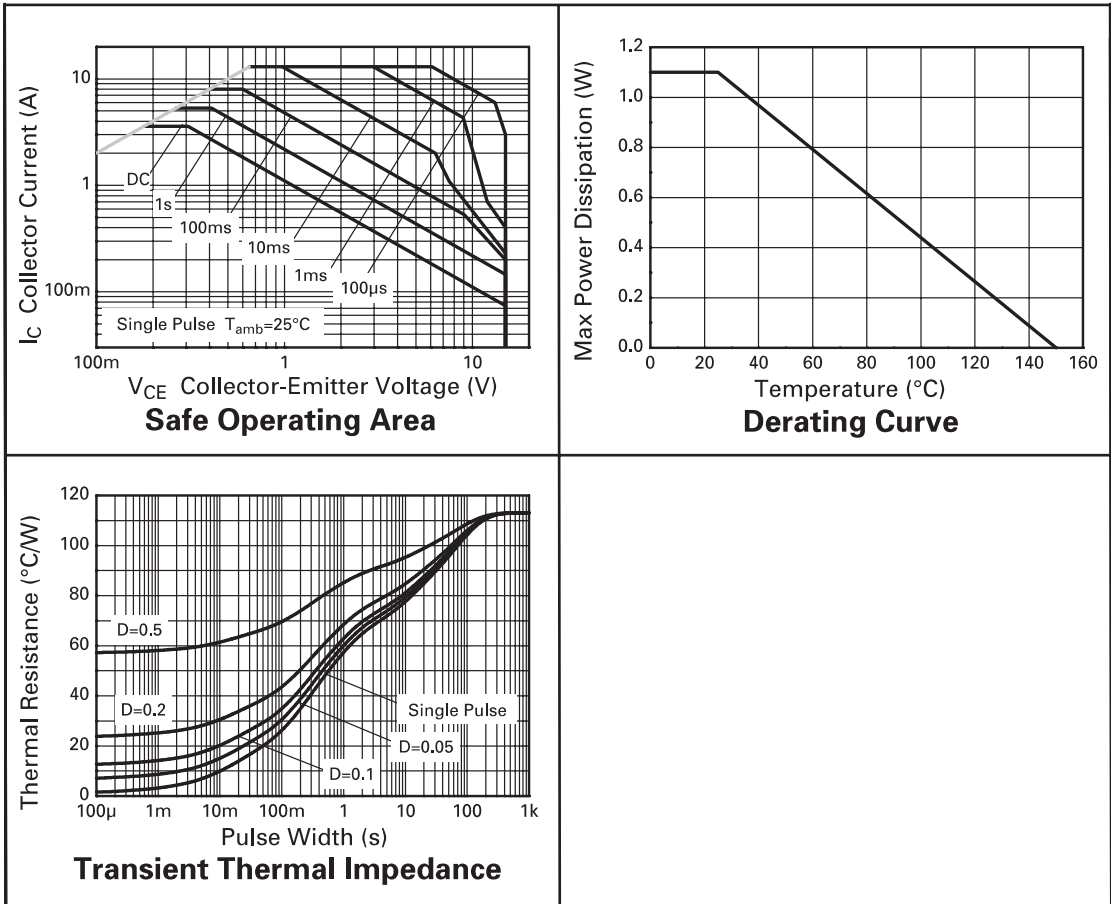 I_C Collector Current (A)
10
1
100m
DC
1s
100ms
10ms
1ms
100µs
Single Pulse T_amb=25°C
100m 1 10
V_CE Collector-Emitter Voltage (V)
Safe Operating Area
Max Power Dissipation (W)
1.2
1.0
0.8
0.6
0.4
0.2
0.0
0 20 40 60 80 100 120 140 160
Temperature (°C)
Derating Curve
Thermal Resistance (°C/W)
120
100
80
60
40
20
0
D=0.5
D=0.2
Single Pulse
D=0.05
D=0.1
100µ 1m 10m 100m 1 10 100 1k
Pulse Width (s)
Transient Thermal Impedance